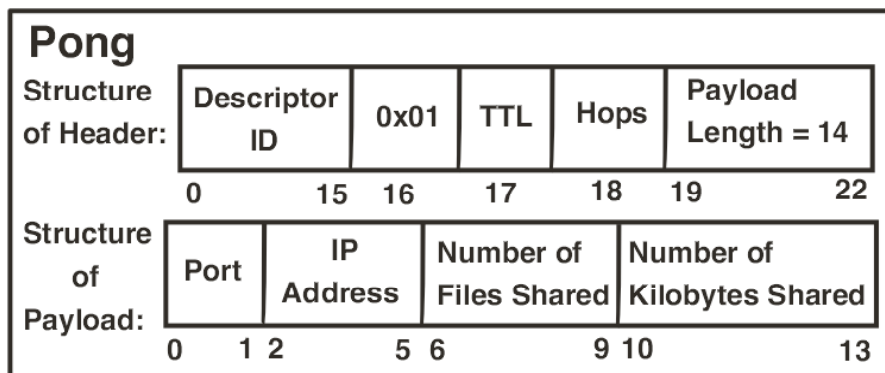 Pong
Structure of Header:
Descriptor ID
0x01
TTL
Hops
Payload Length = 14
0 15 16 17 18 19 22
Structure of Payload:
Port
IP Address
Number of Files Shared
Number of Kilobytes Shared
0 1 2 5 6 9 10 13